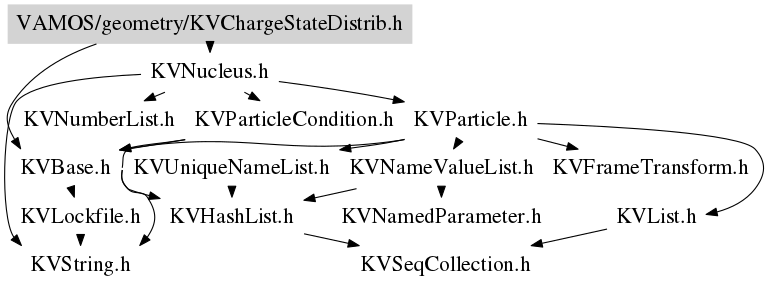 VAMOS/geometry/KVChargeStateDistrib.h
KVNucleus.h
KVNumberList.h KVParticleCondition.h KVParticle.h
KVBase.h KVUniqueNameList.h KVNameValueList.h KVFrameTransform.h
KVLockfile.h KVHashList.h KVNamedParameter.h KVList.h
KVString.h KVSeqCollection.h